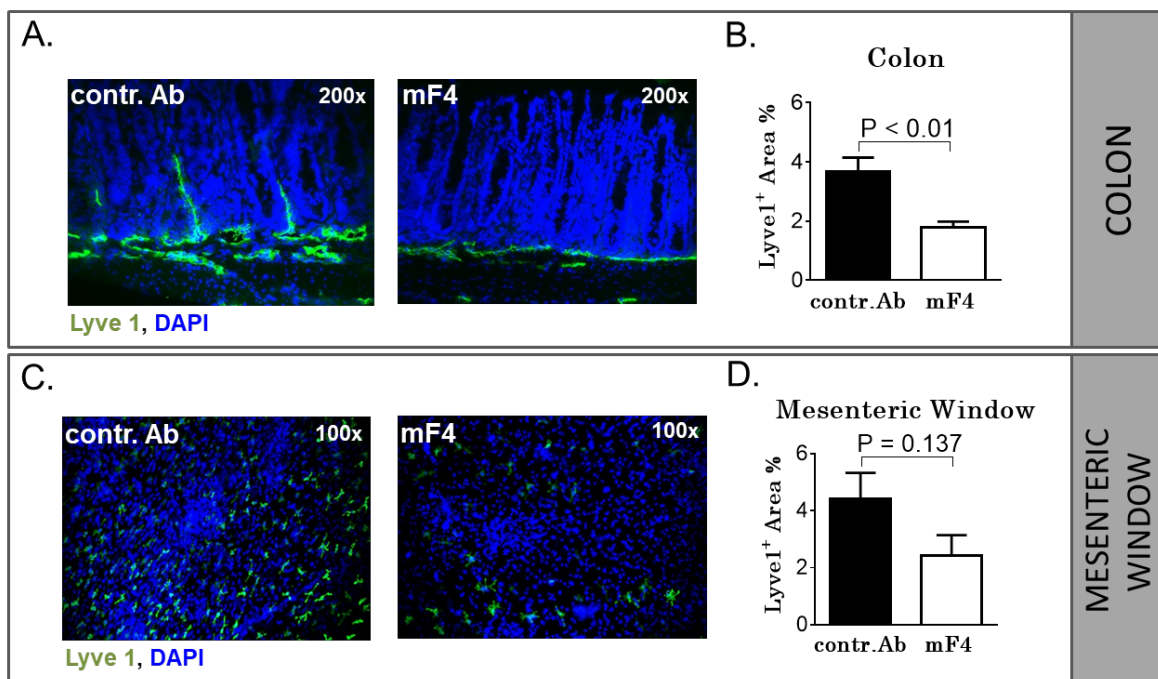 A.
contr. Ab
200x
mF4
200x
Lyve 1, DAPI
B.
Colon
Lyve1⁺ Area %
6
4
2
0
P < 0.01
contr.Ab
mF4
COLON
C.
contr. Ab
100x
mF4
100x
Lyve 1, DAPI
D.
Mesenteric Window
Lyve1⁺ Area %
6
4
2
0
P = 0.137
contr.Ab
mF4
MESENTERIC
WINDOW